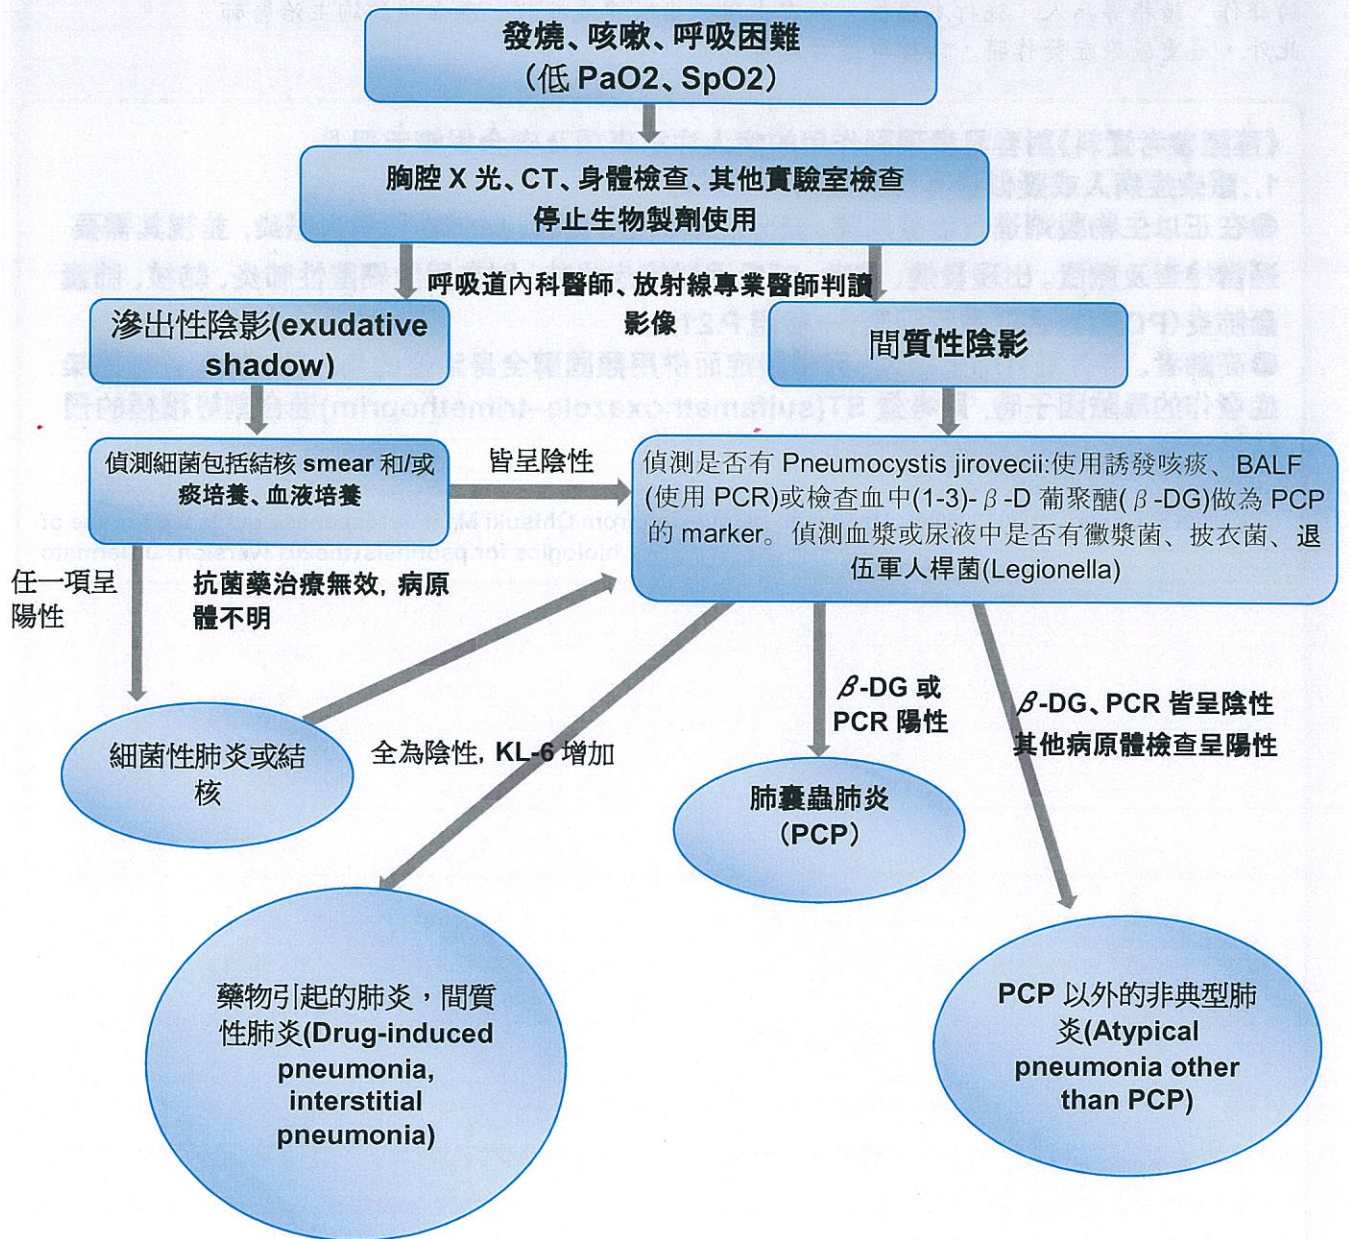 發燒、咳嗽、呼吸困難
(低 PaO2、SpO2)
胸腔 X 光、CT、身體檢查、其他實驗室檢查
停止生物製劑使用
呼吸道內科醫師、放射線專業醫師判讀
影像
滲出性陰影(exudative
shadow)
間質性陰影
偵測細菌包括結核 smear 和/或
痰培養、血液培養
皆呈陰性
偵測是否有 Pneumocystis jirovecii:使用誘發咳痰、BALF
(使用 PCR)或檢查血中(1-3)-β-D 葡聚醣(β-DG)做為 PCP
的 marker。偵測血漿或尿液中是否有黴漿菌、披衣菌、退
伍軍人桿菌(Legionella)
任一項呈
陽性
抗菌藥治療無效, 病原
體不明
β-DG 或
PCR 陽性
β-DG、PCR 皆呈陰性
其他病原體檢查呈陽性
細菌性肺炎或結
核
全為陰性, KL-6 增加
肺囊蟲肺炎
(PCP)
藥物引起的肺炎，間質
性肺炎(Drug-induced
pneumonia,
interstitial
pneumonia)
PCP 以外的非典型肺
炎(Atypical
pneumonia other
than PCP)